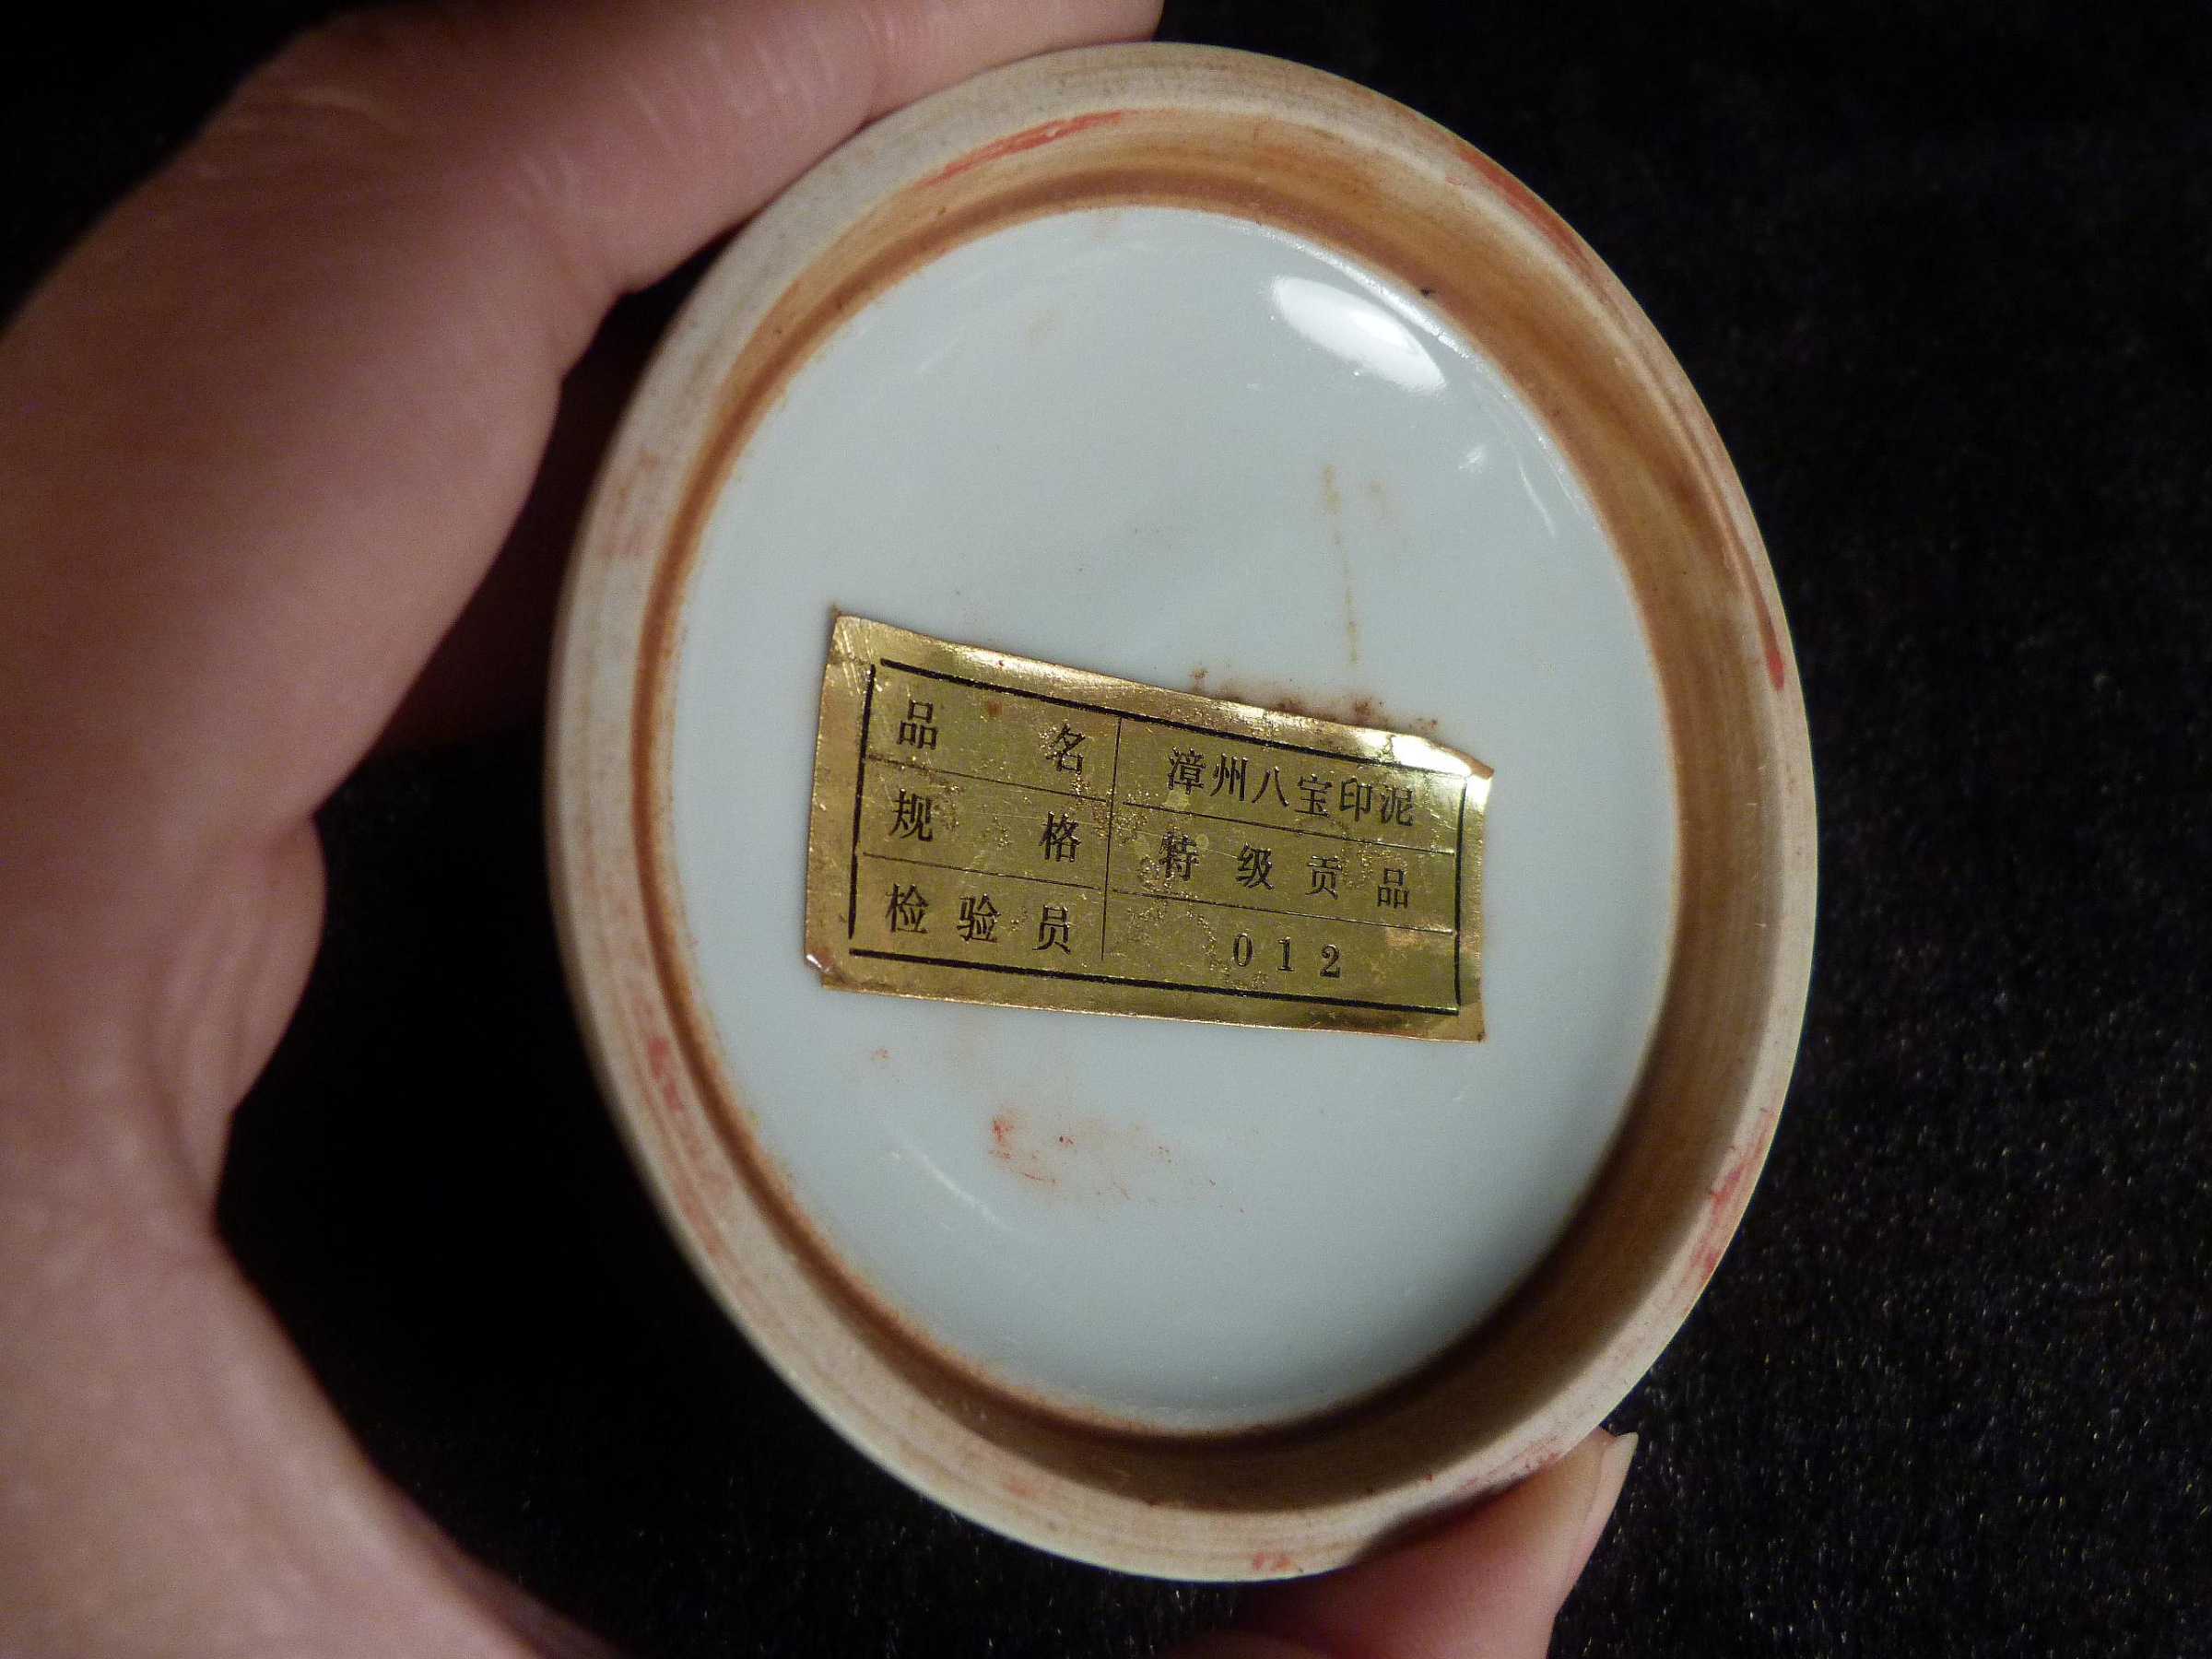 品名 漳州八宝印泥
规格 特级贡品
检验员 012